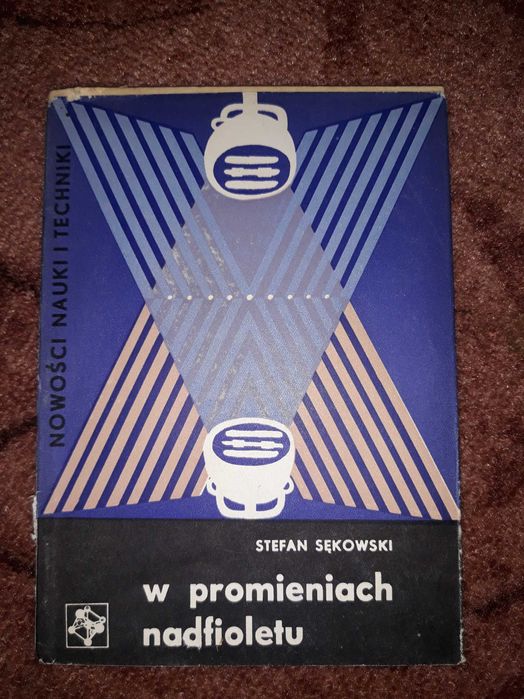 NOWOŚCI NAUKI I TECHNIKI
STEFAN SĘKOWSKI
w promieniach
nadfioletu